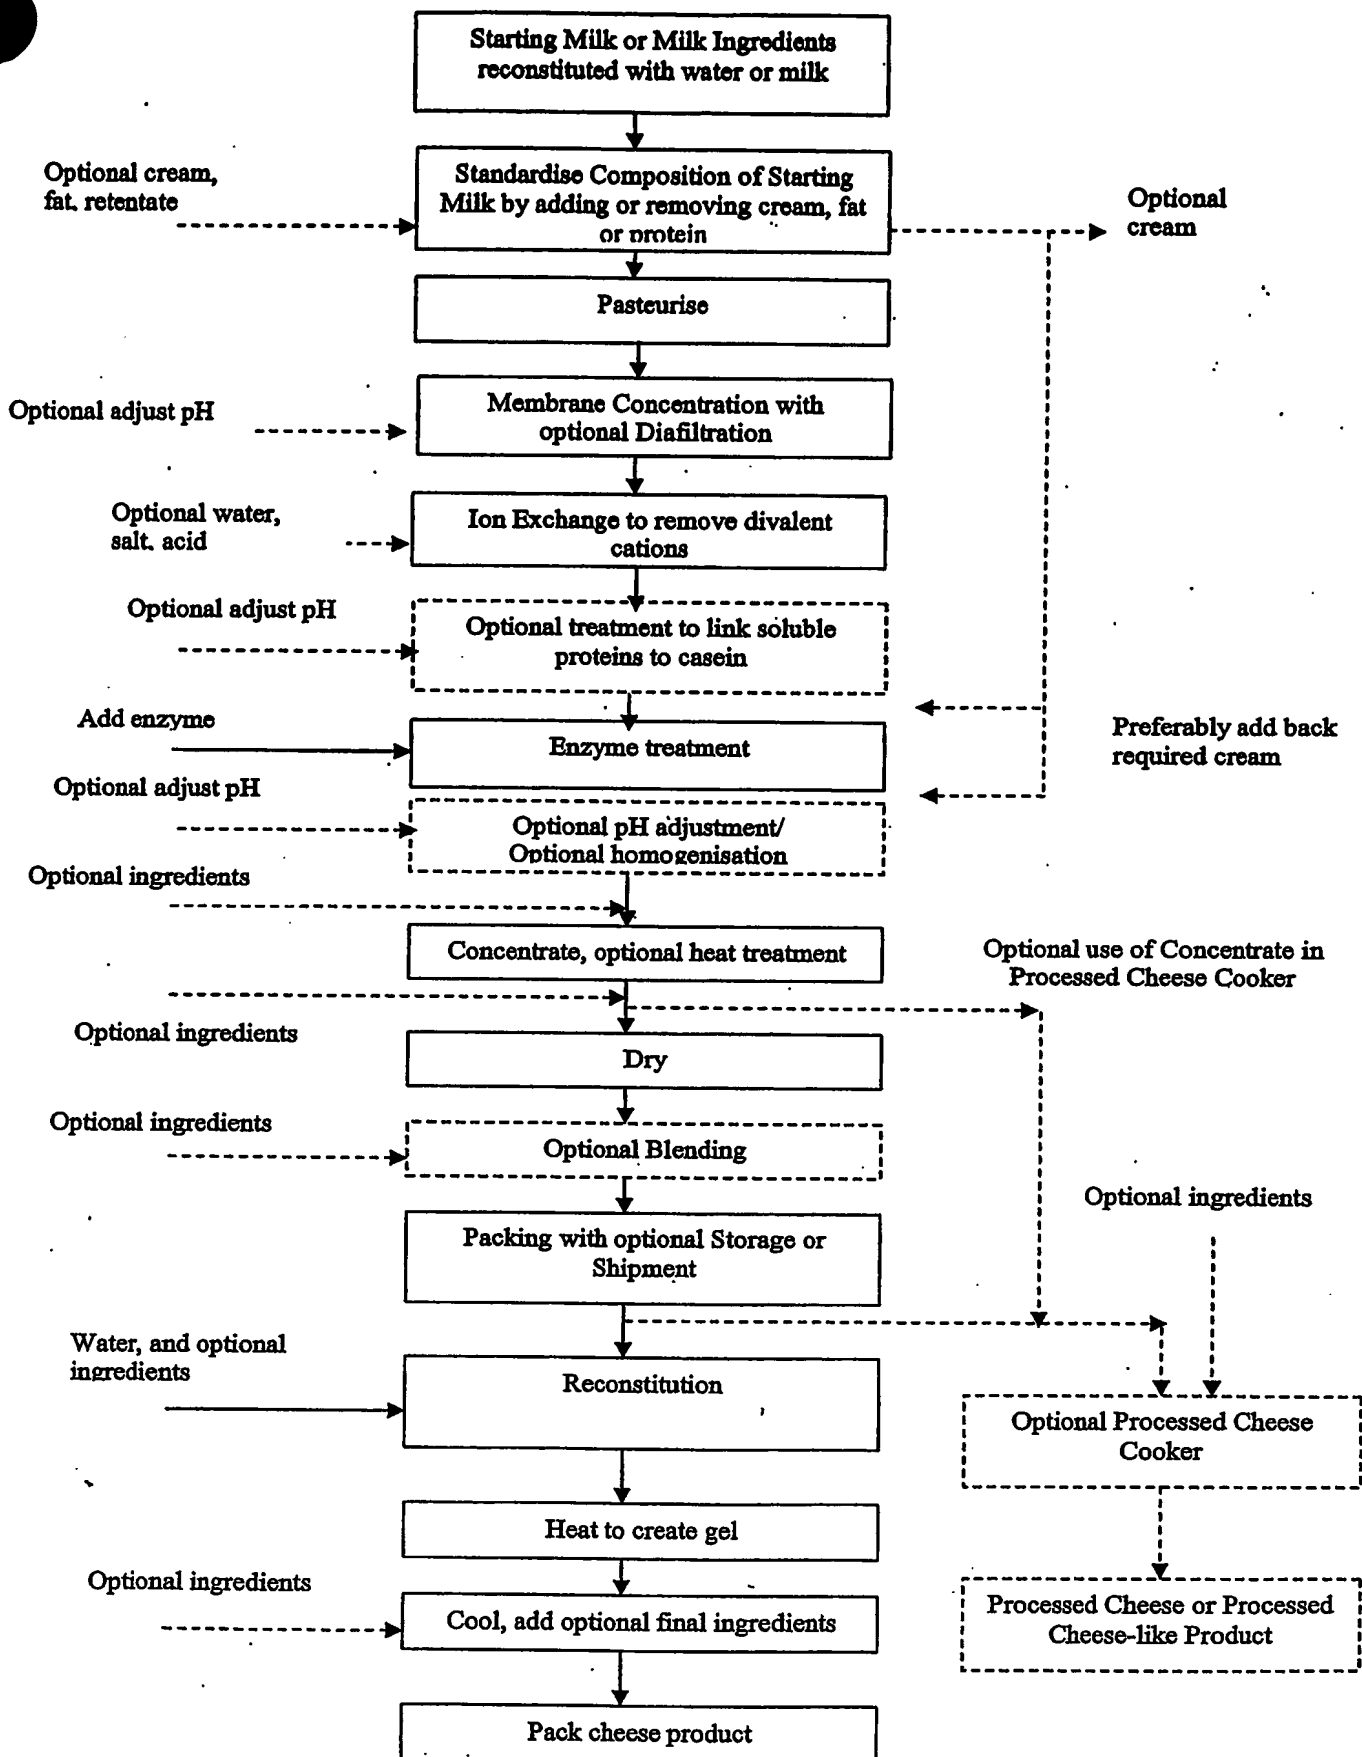 Starting Milk or Milk Ingredients
reconstituted with water or milk
Optional cream,
fat, retentate
Standardise Composition of Starting
Milk by adding or removing cream, fat
or protein
Optional
cream
Pasteurise
Optional adjust pH
Membrane Concentration with
optional Diafiltration
Optional water,
salt, acid
Ion Exchange to remove divalent
cations
Optional adjust pH
Optional treatment to link soluble
proteins to casein
Add enzyme
Enzyme treatment
Preferably add back
required cream
Optional adjust pH
Optional pH adjustment/
Optional homogenisation
Optional ingredients
Concentrate, optional heat treatment
Optional use of Concentrate in
Processed Cheese Cooker
Optional ingredients
Dry
Optional ingredients
Optional Blending
Optional ingredients
Packing with optional Storage or
Shipment
Water, and optional
ingredients
Reconstitution
Optional Processed Cheese
Cooker
Heat to create gel
Optional ingredients
Cool, add optional final ingredients
Processed Cheese or Processed
Cheese-like Product
Pack cheese product